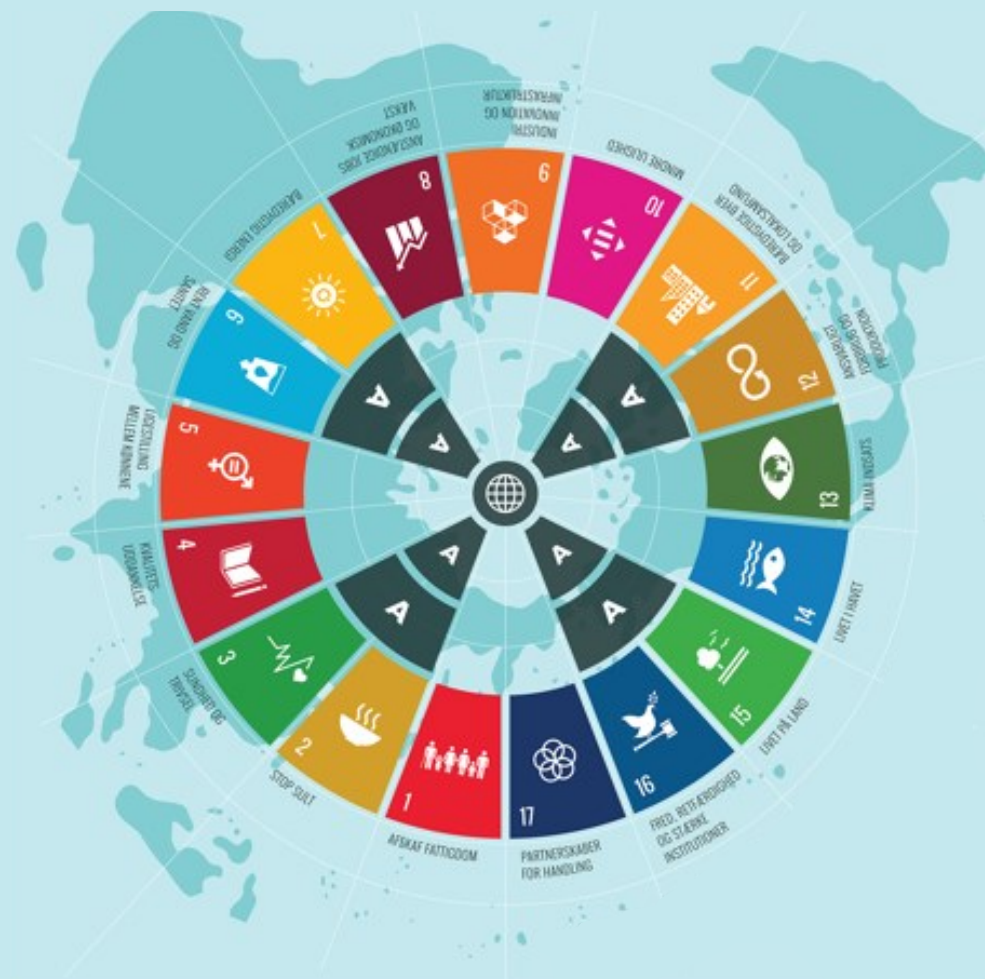 1
AFSKAF FATTIGDOM
2
STOP SULT
3
SUNDHED
OG TRIVSEL
4
KVALITETS-
UDDANNELSE
5
LIGESTILLING
MELLEM KØNNENE
6
RENT VAND OG
SANITET
7
BÆREDYGTIG ENERGI
8
ANSTÆNDIGE JOBS
OG ØKONOMISK
VÆKST
9
INDUSTRI,
INNOVATION OG
INFRASTRUKTUR
10
MINDRE ULIGHED
11
BÆREDYGTIGE BYER
OG LOKALSAMFUND
12
ANSVARLIGT
FORBRUG OG
PRODUKTION
13
KLIMA-INDSATS
14
LIVET I HAVET
15
LIVET PÅ LAND
16
FRED, RETFÆRDIGHED
OG STÆRKE
INSTITUTIONER
17
PARTNERSKABER
FOR HANDLING
A
A
A
A
A
A
A
A